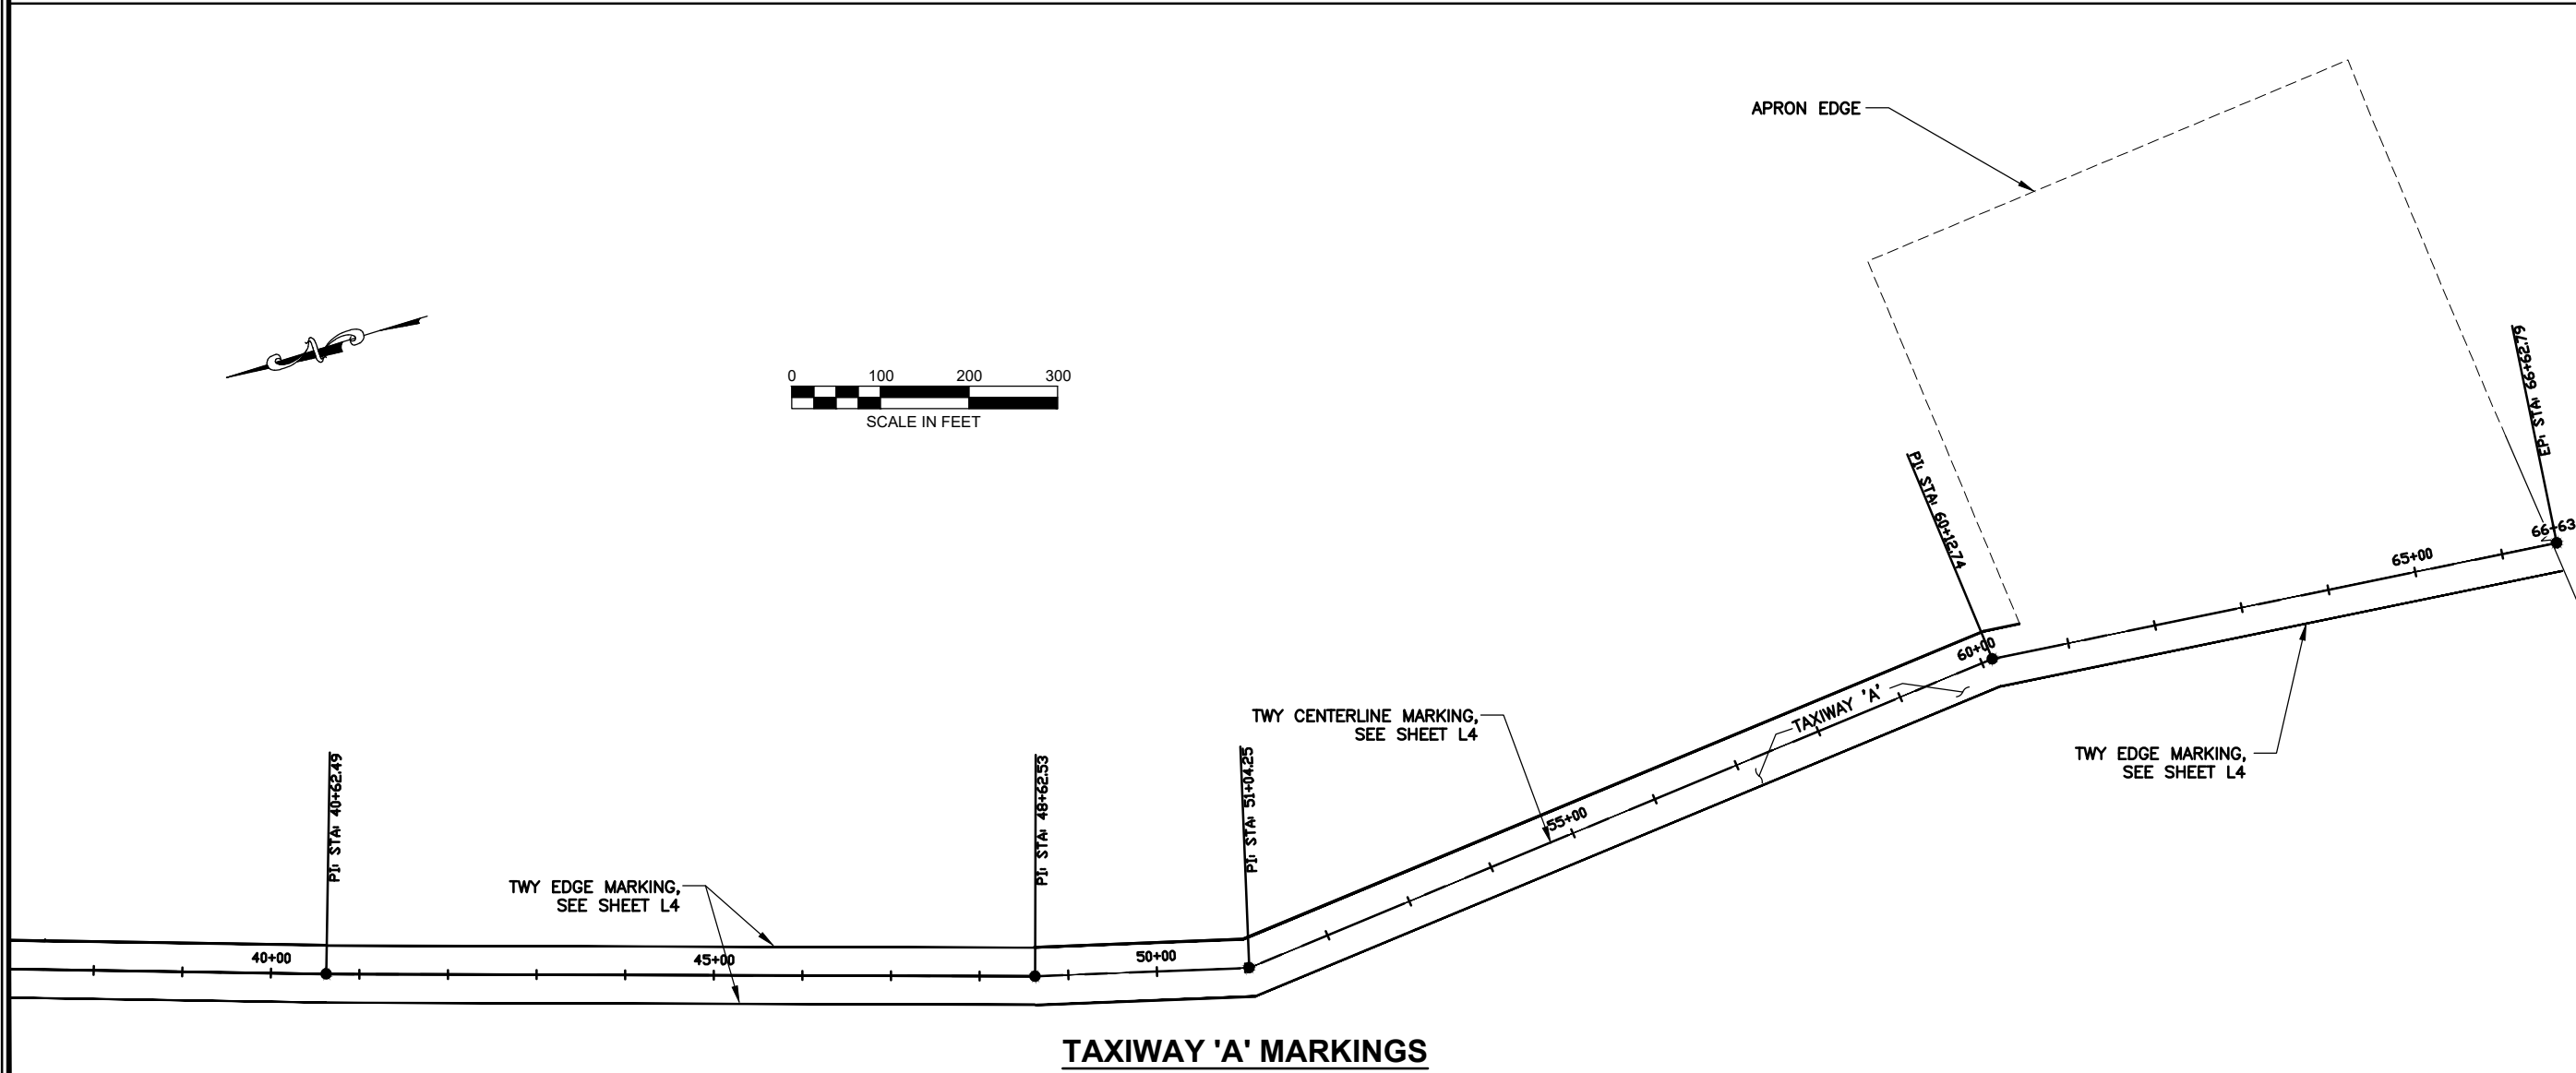 APRON EDGE
N
0 100 200 300
SCALE IN FEET
EP: STA: 66+62.76
66+63
65+00
PI: STA: 60+12.74
60+00
TAXIWAY 'A'
TWY CENTERLINE MARKING,
SEE SHEET L4
55+00
TWY EDGE MARKING,
SEE SHEET L4
PI: STA: 40+62.49
PI: STA: 48+62.53
PI: STA: 51+04.25
TWY EDGE MARKING,
SEE SHEET L4
40+00
45+00
50+00
TAXIWAY 'A' MARKINGS